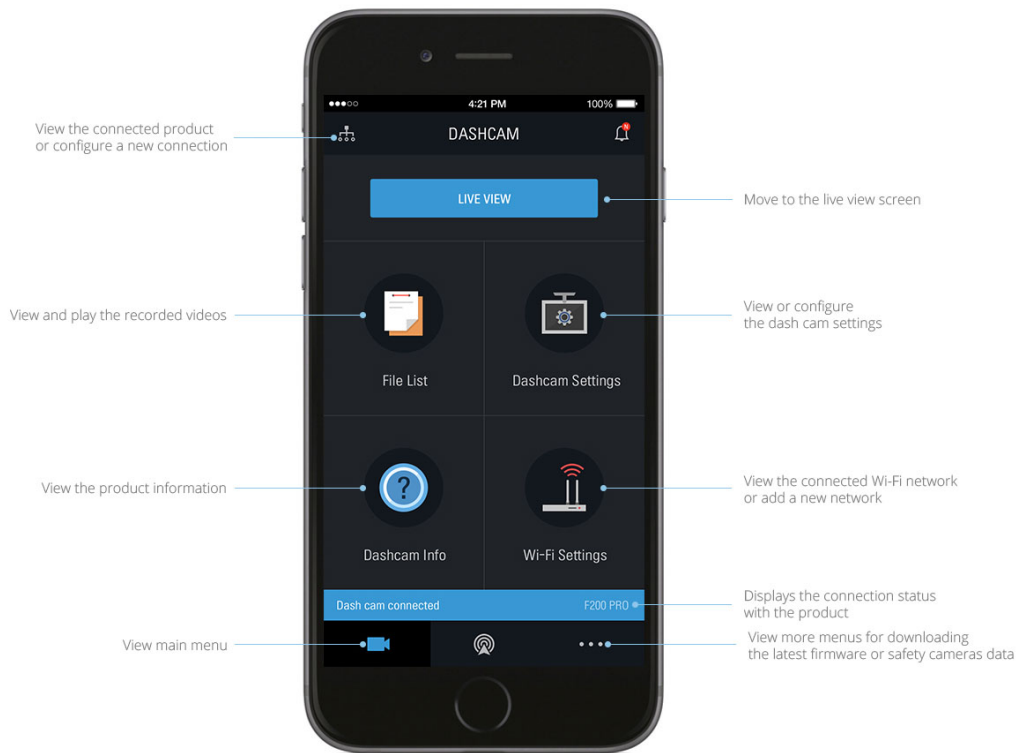 4:21 PM
100%
View the connected product
or configure a new connection
DASHCAM
N
LIVE VIEW
Move to the live view screen
View and play the recorded videos
View or configure
the dash cam settings
File List
Dashcam Settings
View the product information
?
View the connected Wi-Fi network
or add a new network
Dashcam Info
Wi-Fi Settings
Dash cam connected
F200 PRO
Displays the connection status
with the product
View main menu
View more menus for downloading
the latest firmware or safety cameras data